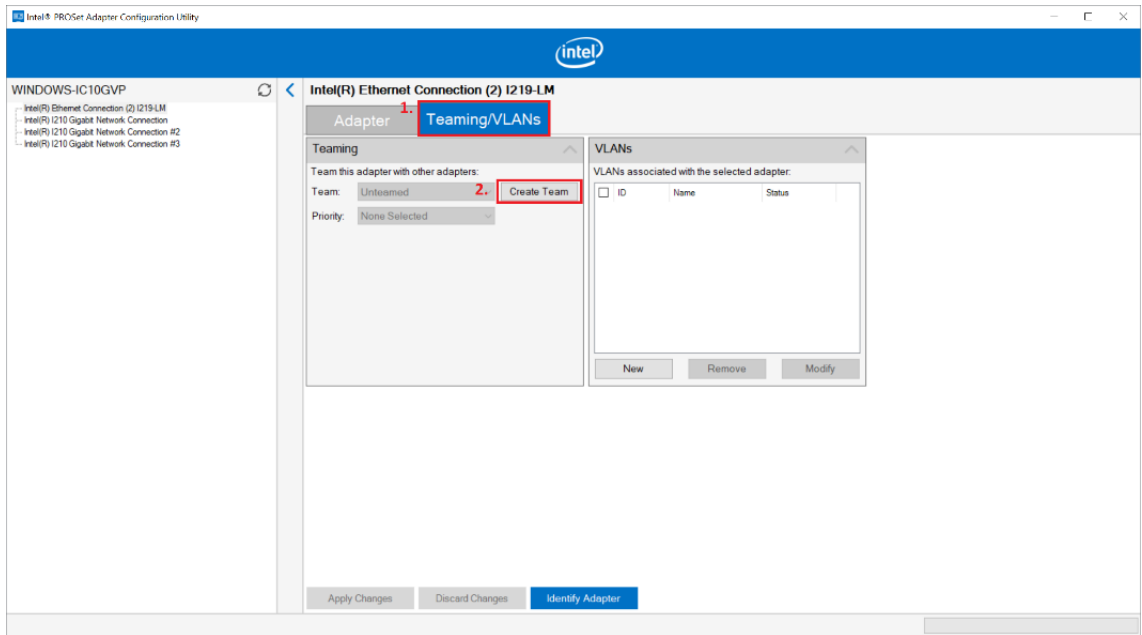 Intel® PROSet Adapter Configuration Utility
intel
WINDOWS-IC10GVP
Intel(R) Ethernet Connection (2) I219-LM
Intel(R) I210 Gigabit Network Connection
Intel(R) I210 Gigabit Network Connection #2
Intel(R) I210 Gigabit Network Connection #3
Intel(R) Ethernet Connection (2) I219-LM
Adapter 1. Teaming/VLANs
Teaming
Team this adapter with other adapters:
Team: Unteamed 2. Create Team
Priority: None Selected
VLANs
VLANs associated with the selected adapter:
ID Name Status
New Remove Modify
Apply Changes Discard Changes Identify Adapter